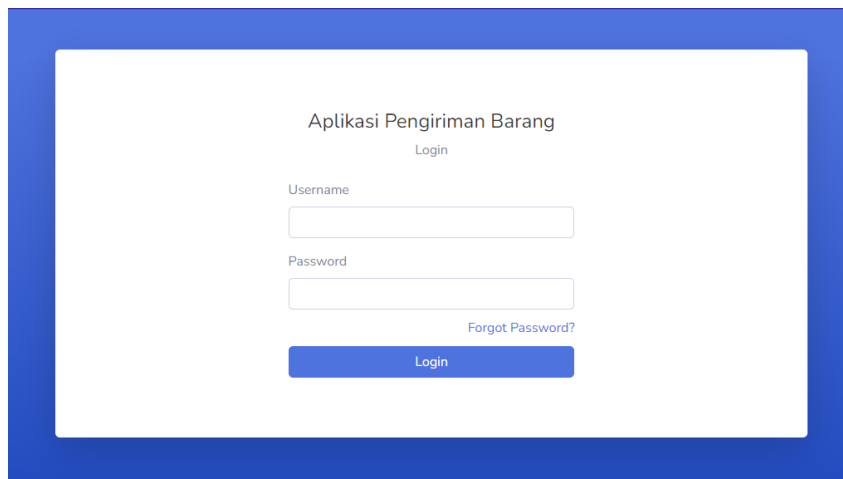 Aplikasi Pengiriman Barang
Login
Username
Password
Forgot Password?
Login